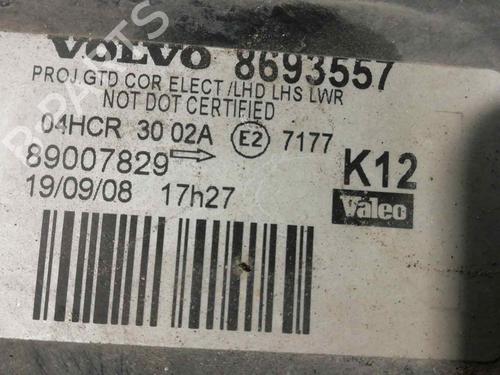 VOLVO 8693557
PROJ.GTD COR ELECT /LHD LHS LWR
NOT DOT CERTIFIED
04HCR 30 02A E2 7177
89007829
K12
19/09/08 17h27
Valeo